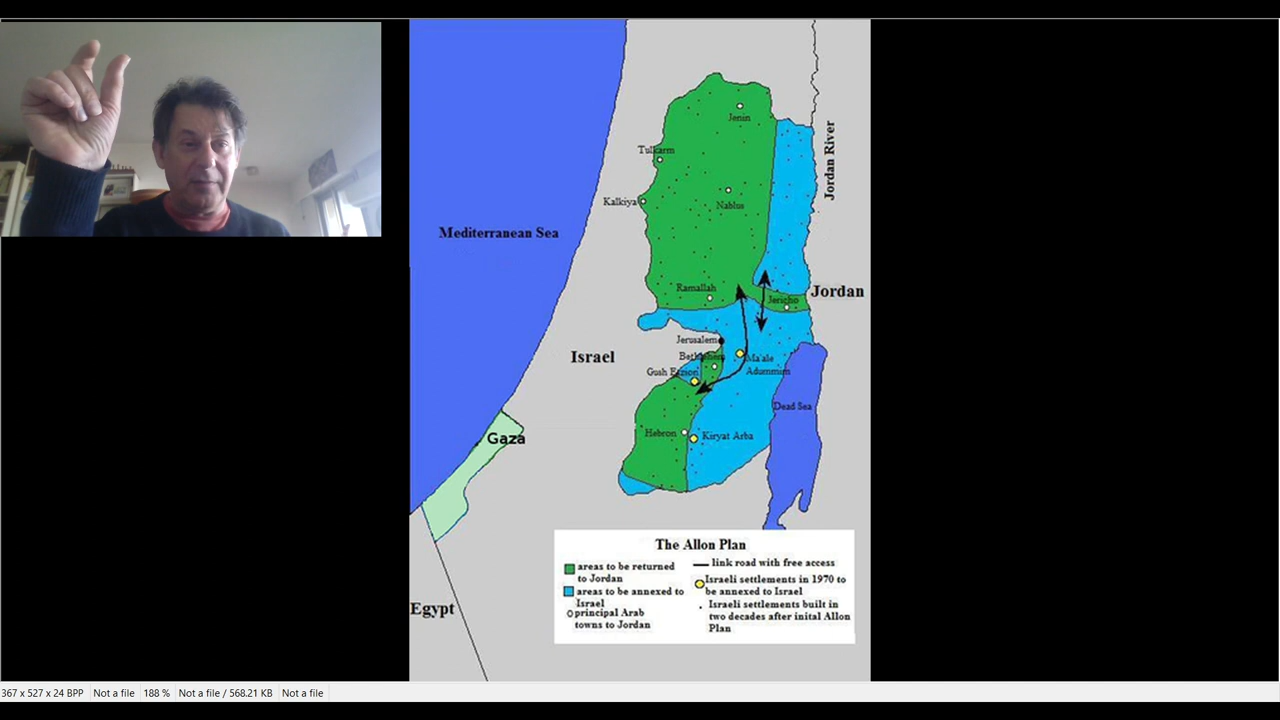 Jenin
Jordan River
Tulkarm
Nablus
Kalkiya
Mediterranean Sea
Ramallah
Jericho
Jordan
Jerusalem
Israel
Bethlehem
Ma'ale
Adummim
Gush Etzion
Dead Sea
Gaza
Hebron
Kiryat Arba
The Allon Plan
areas to be returned
to Jordan
areas to be annexed to
Israel
principal Arab
towns to Jordan
link road with free access
Israeli settlements in 1970 to
be annexed to Israel
Israeli settlements built in
two decades after inital Allon
Plan
Egypt
367 x 527 x 24 BPP Not a file 188 % Not a file / 568.21 KB Not a file